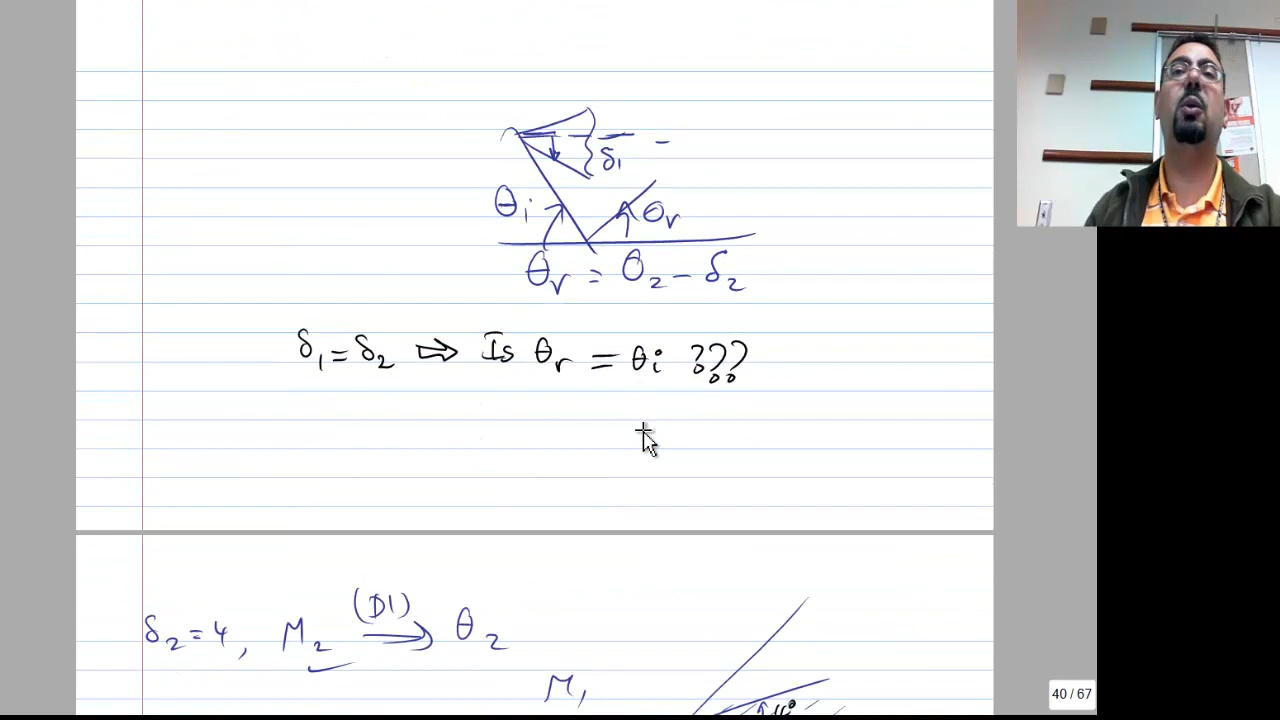 δ₁
θi
θr
θr = θ₂ - δ₂
δ₁ = δ₂ ⇒ Is θr = θi ???
δ₂ = 4, M₂ (D1) → θ₂
M₁
40 / 67